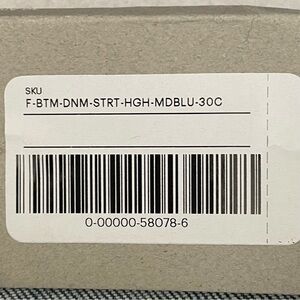 SKU
F-BTM-DNM-STRT-HGH-MDBLU-30C
0-00000-58078-6